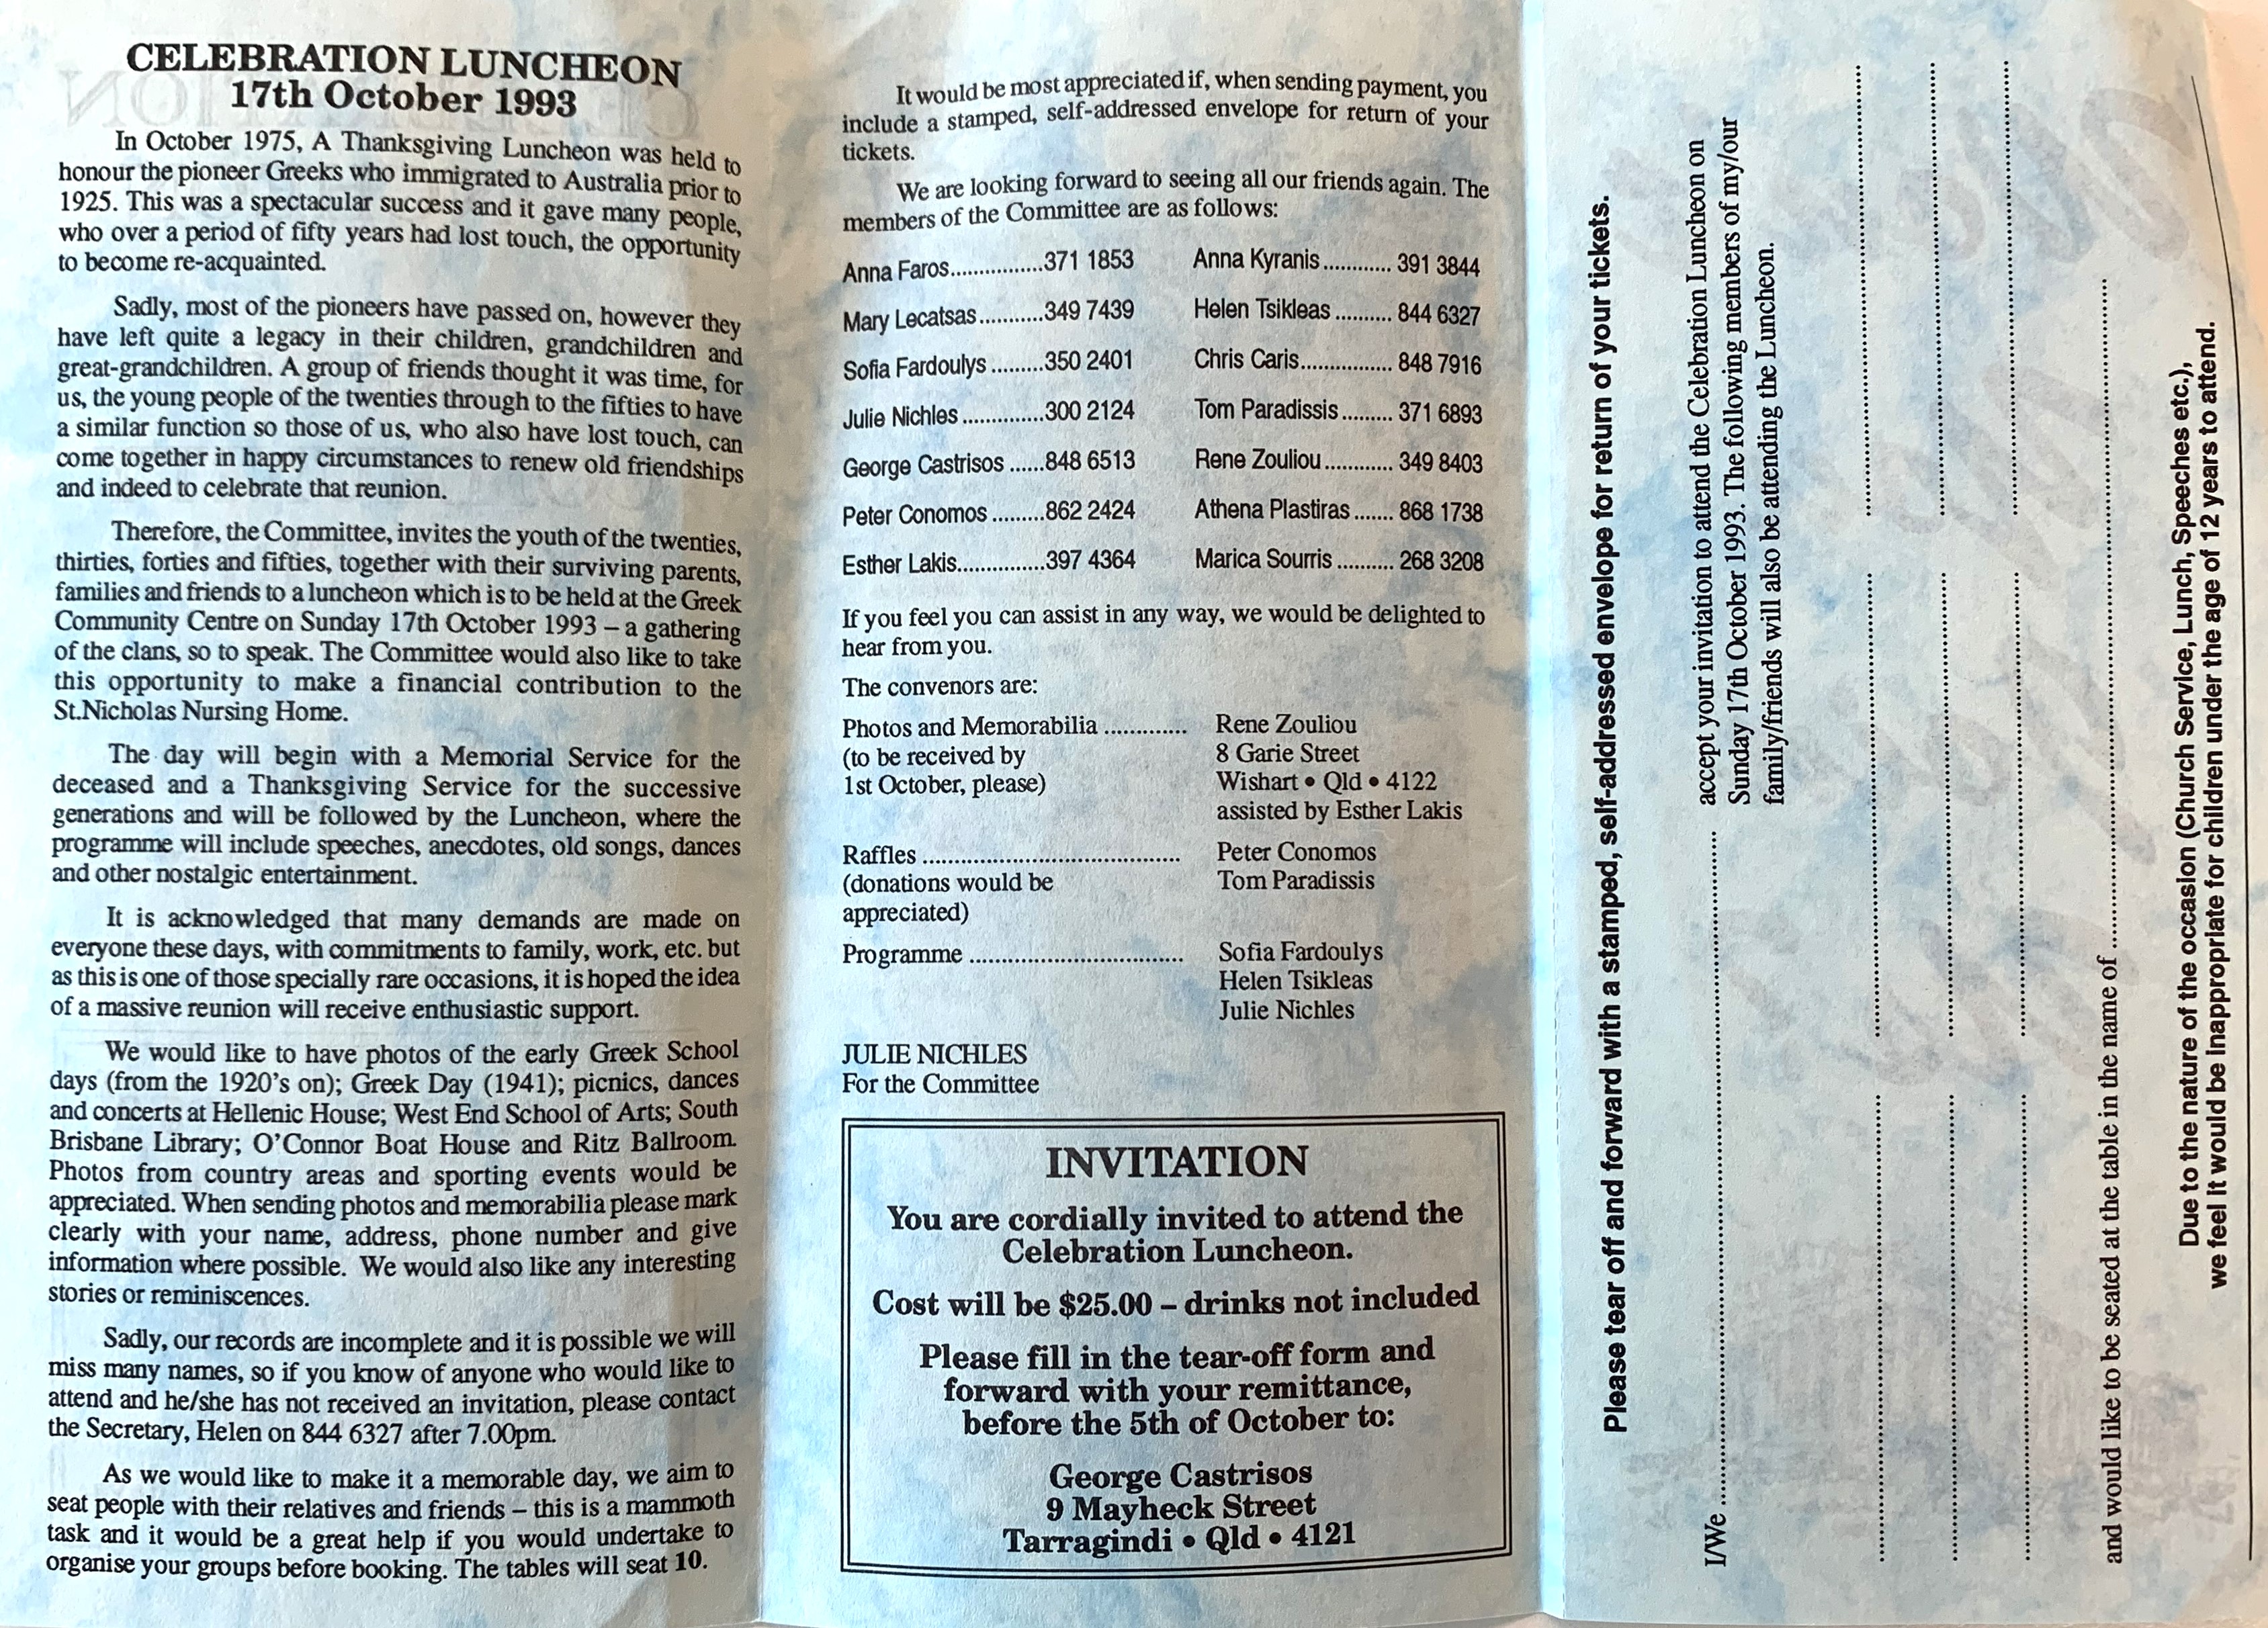 CELEBRATION LUNCHEON
17th October 1993
In October 1975, A Thanksgiving Luncheon was held to
honour the pioneer Greeks who immigrated to Australia prior to
1925. This was a spectacular success and it gave many people,
who over a period of fifty years had lost touch, the opportunity
to become re-acquainted.
Sadly, most of the pioneers have passed on, however they
have left quite a legacy in their children, grandchildren and
great-grandchildren. A group of friends thought it was time, for
us, the young people of the twenties through to the fifties to have
a similar function so those of us, who also have lost touch, can
come together in happy circumstances to renew old friendships
and indeed to celebrate that reunion.
Therefore, the Committee, invites the youth of the twenties,
thirties, forties and fifties, together with their surviving parents,
families and friends to a luncheon which is to be held at the Greek
Community Centre on Sunday 17th October 1993 – a gathering
of the clans, so to speak. The Committee would also like to take
this opportunity to make a financial contribution to the
St.Nicholas Nursing Home.
The day will begin with a Memorial Service for the
deceased and a Thanksgiving Service for the successive
generations and will be followed by the Luncheon, where the
programme will include speeches, anecdotes, old songs, dances
and other nostalgic entertainment.
It is acknowledged that many demands are made on
everyone these days, with commitments to family, work, etc. but
as this is one of those specially rare occasions, it is hoped the idea
of a massive reunion will receive enthusiastic support.
We would like to have photos of the early Greek School
days (from the 1920's on); Greek Day (1941); picnics, dances
and concerts at Hellenic House; West End School of Arts; South
Brisbane Library; O'Connor Boat House and Ritz Ballroom.
Photos from country areas and sporting events would be
appreciated. When sending photos and memorabilia please mark
clearly with your name, address, phone number and give
information where possible. We would also like any interesting
stories or reminiscences.
Sadly, our records are incomplete and it is possible we will
miss many names, so if you know of anyone who would like to
attend and he/she has not received an invitation, please contact
the Secretary, Helen on 844 6327 after 7.00pm.
As we would like to make it a memorable day, we aim to
seat people with their relatives and friends – this is a mammoth
task and it would be a great help if you would undertake to
organise your groups before booking. The tables will seat 10.
It would be most appreciated if, when sending payment, you
include a stamped, self-addressed envelope for return of your
tickets.
We are looking forward to seeing all our friends again. The
members of the Committee are as follows:
Anna Faros................371 1853 Anna Kyranis............ 391 3844
Mary Lecatsas...........349 7439 Helen Tsikleas .......... 844 6327
Sofia Fardoulys .........350 2401 Chris Caris................ 848 7916
Julie Nichles ..............300 2124 Tom Paradissis ......... 371 6893
George Castrisos ......848 6513 Rene Zouliou............ 349 8403
Peter Conomos .........862 2424 Athena Plastiras ....... 868 1738
Esther Lakis...............397 4364 Marica Sourris .......... 268 3208
If you feel you can assist in any way, we would be delighted to
hear from you.
The convenors are:
Photos and Memorabilia ............. Rene Zouliou
(to be received by 8 Garie Street
1st October, please) Wishart • Qld • 4122
assisted by Esther Lakis
Raffles ........................................ Peter Conomos
(donations would be Tom Paradissis
appreciated)
Programme ................................. Sofia Fardoulys
Helen Tsikleas
Julie Nichles
JULIE NICHLES
For the Committee
INVITATION
You are cordially invited to attend the
Celebration Luncheon.
Cost will be $25.00 – drinks not included
Please fill in the tear-off form and
forward with your remittance,
before the 5th of October to:
George Castrisos
9 Mayheck Street
Tarragindi • Qld • 4121
Please tear off and forward with a stamped, self-addressed envelope for return of your tickets.
I/We ........................................ accept your invitation to attend the Celebration Luncheon on
Sunday 17th October 1993. The following members of my/our
family/friends will also be attending the Luncheon.
and would like to be seated at the table in the name of ........................................
Due to the nature of the occasion (Church Service, Lunch, Speeches etc.),
we feel it would be inappropriate for children under the age of 12 years to attend.